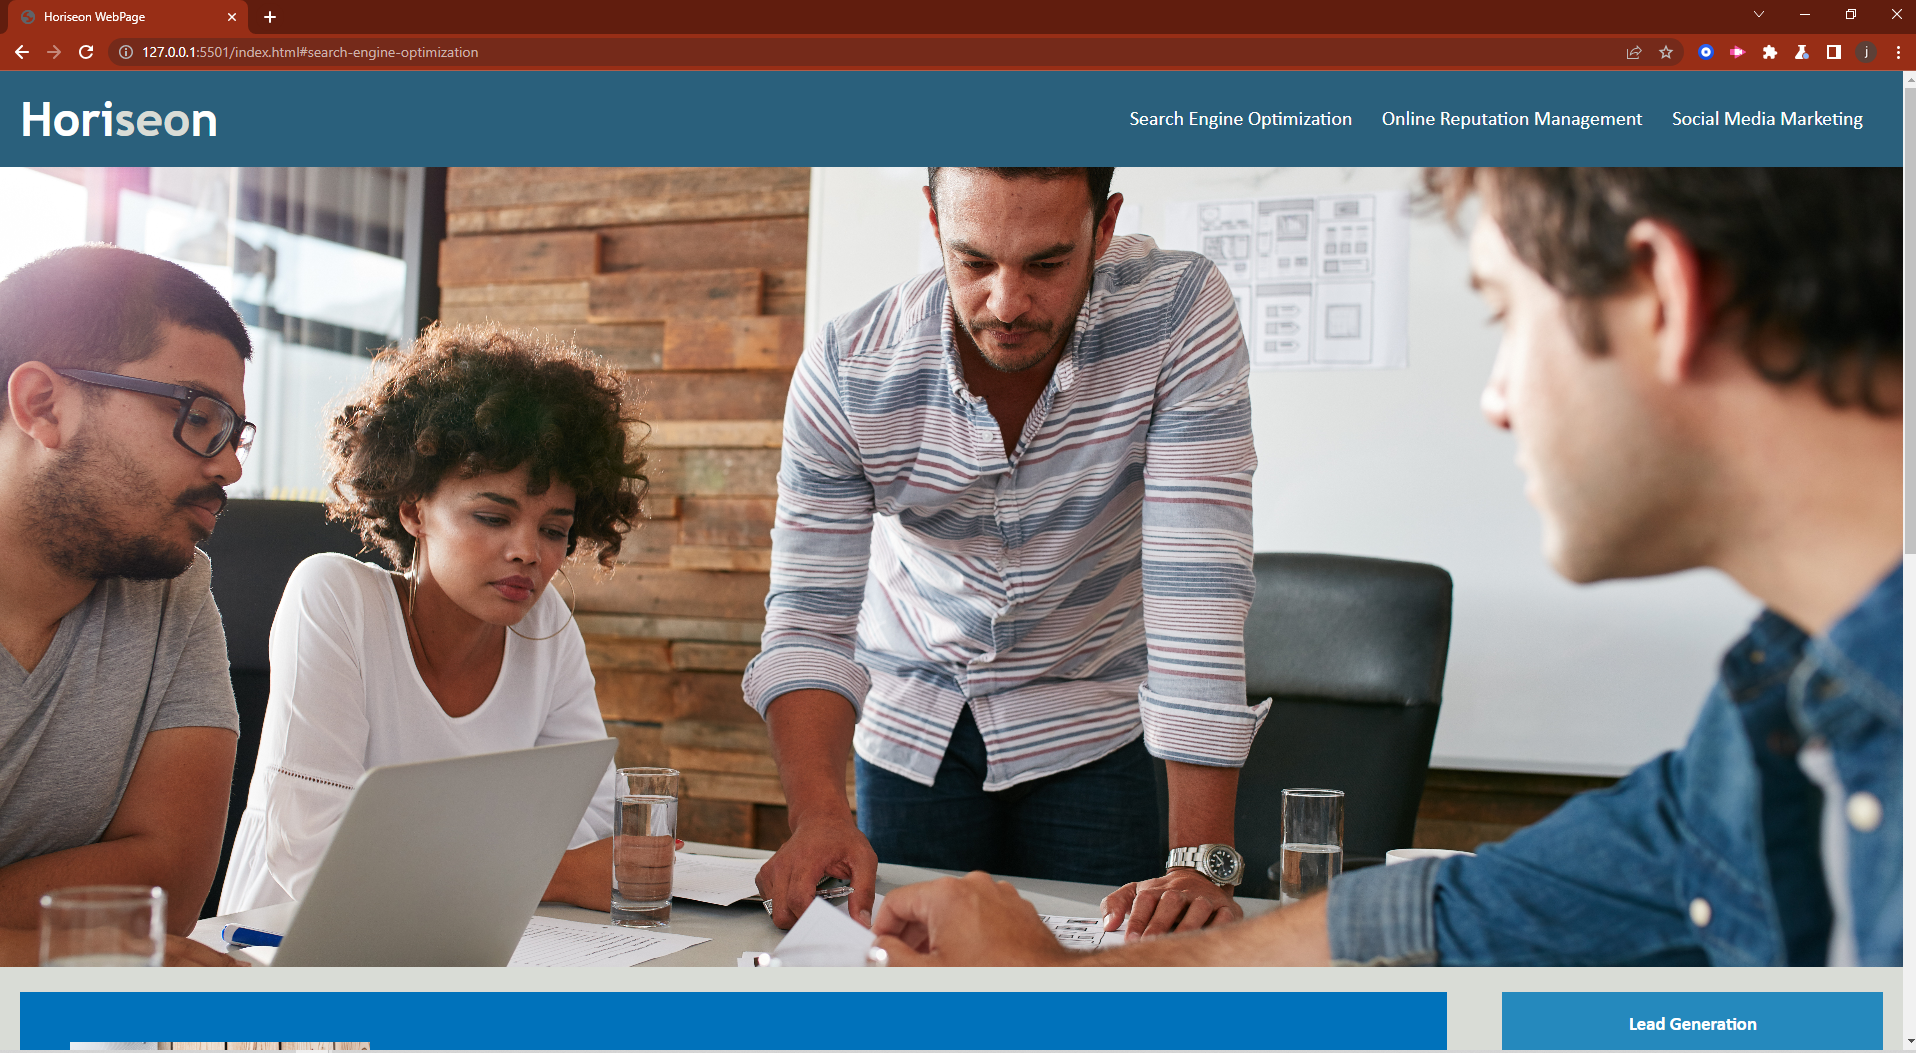 Horiseon WebPage
127.0.0.1:5501/index.html#search-engine-optimization
j
Horiseon
Search Engine Optimization
Online Reputation Management
Social Media Marketing
Lead Generation